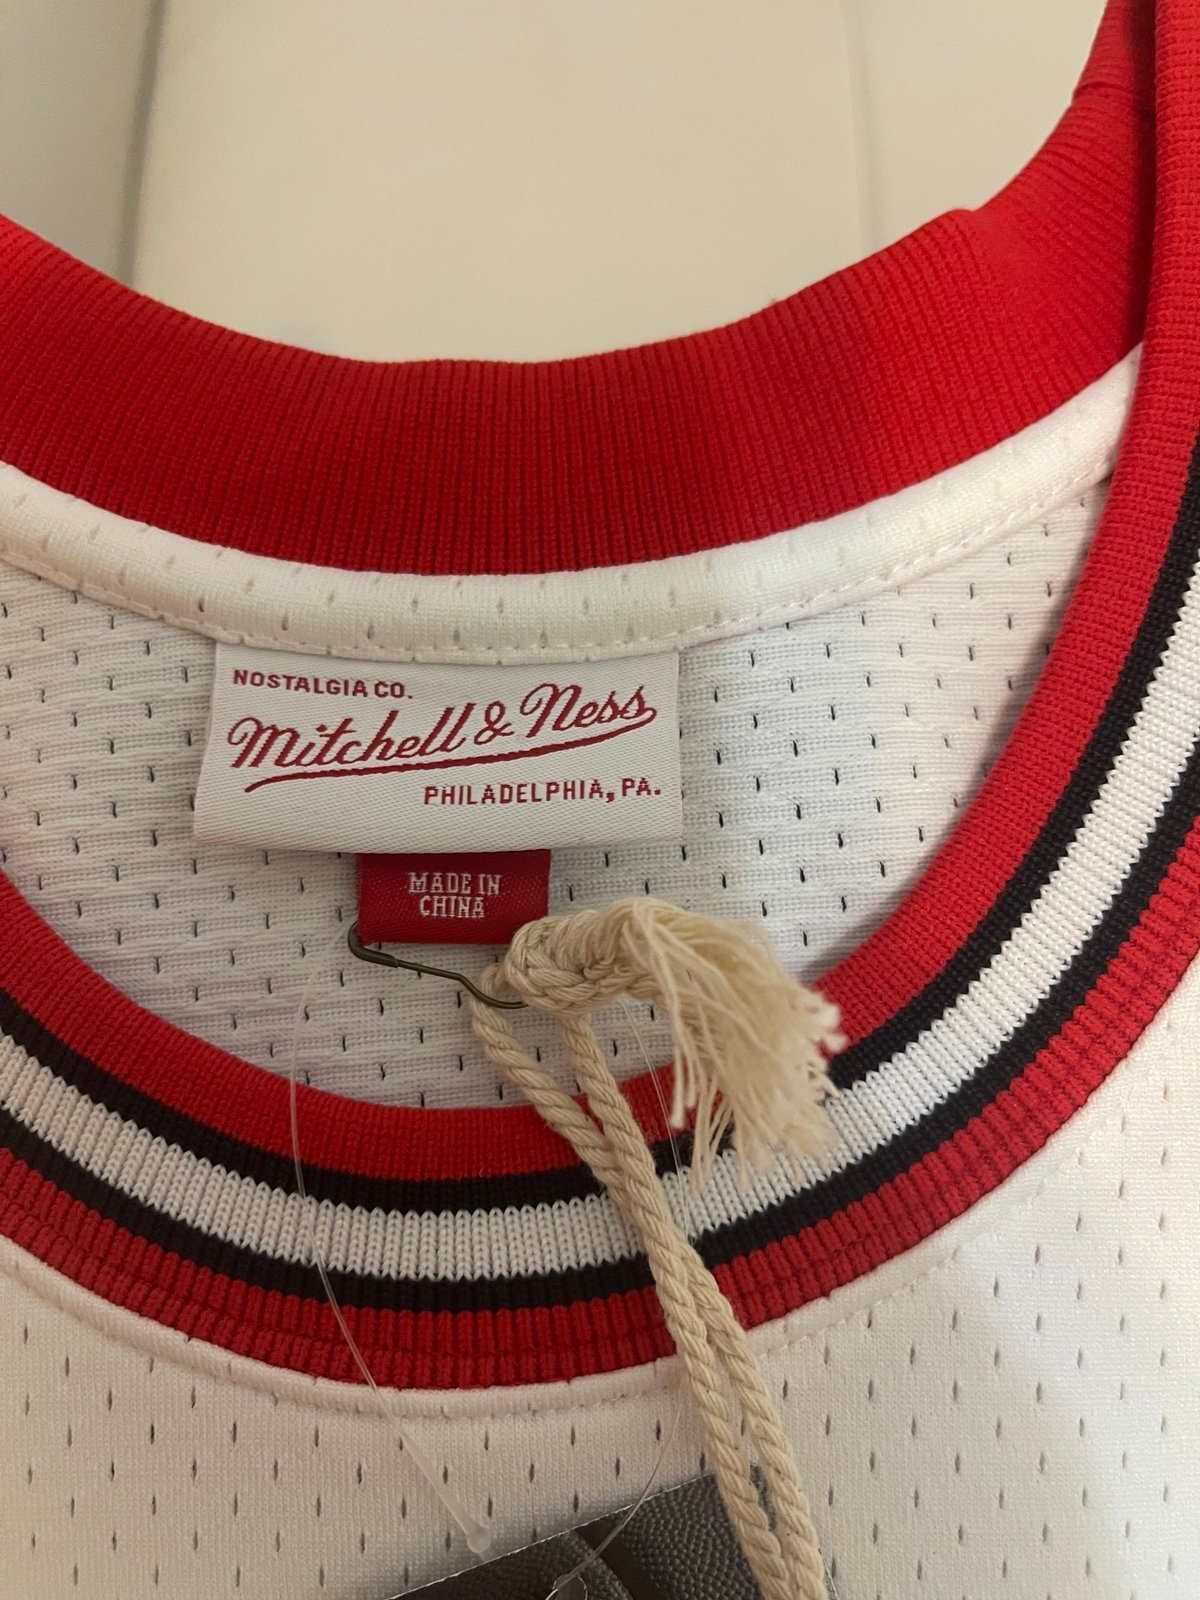 NOSTALGIA CO.
Mitchell & Ness
PHILADELPHIA, PA.
MADE IN
CHINA